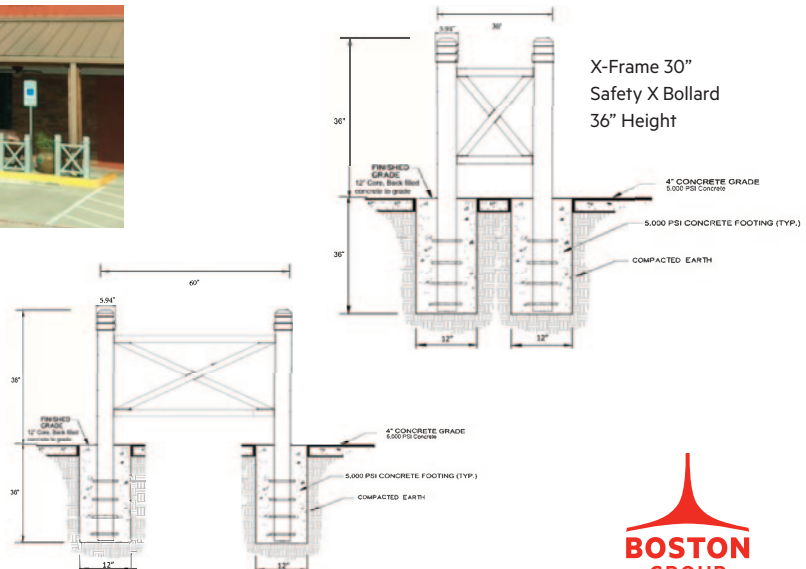 30"
5.94"
X-Frame 30”
Safety X Bollard
36” Height
36"
FINISHED
GRADE
12" Core, Back filled
concrete to grade
4" CONCRETE GRADE
5,000 PSI Concrete
5,000 PSI CONCRETE FOOTING (TYP.)
COMPACTED EARTH
36"
12"
12"
60"
5.94"
36"
FINISHED
GRADE
12" Core, Back filled
concrete to grade
4" CONCRETE GRADE
5,000 PSI Concrete
5,000 PSI CONCRETE FOOTING (TYP.)
COMPACTED EARTH
36"
12"
12"
BOSTON
GROUP